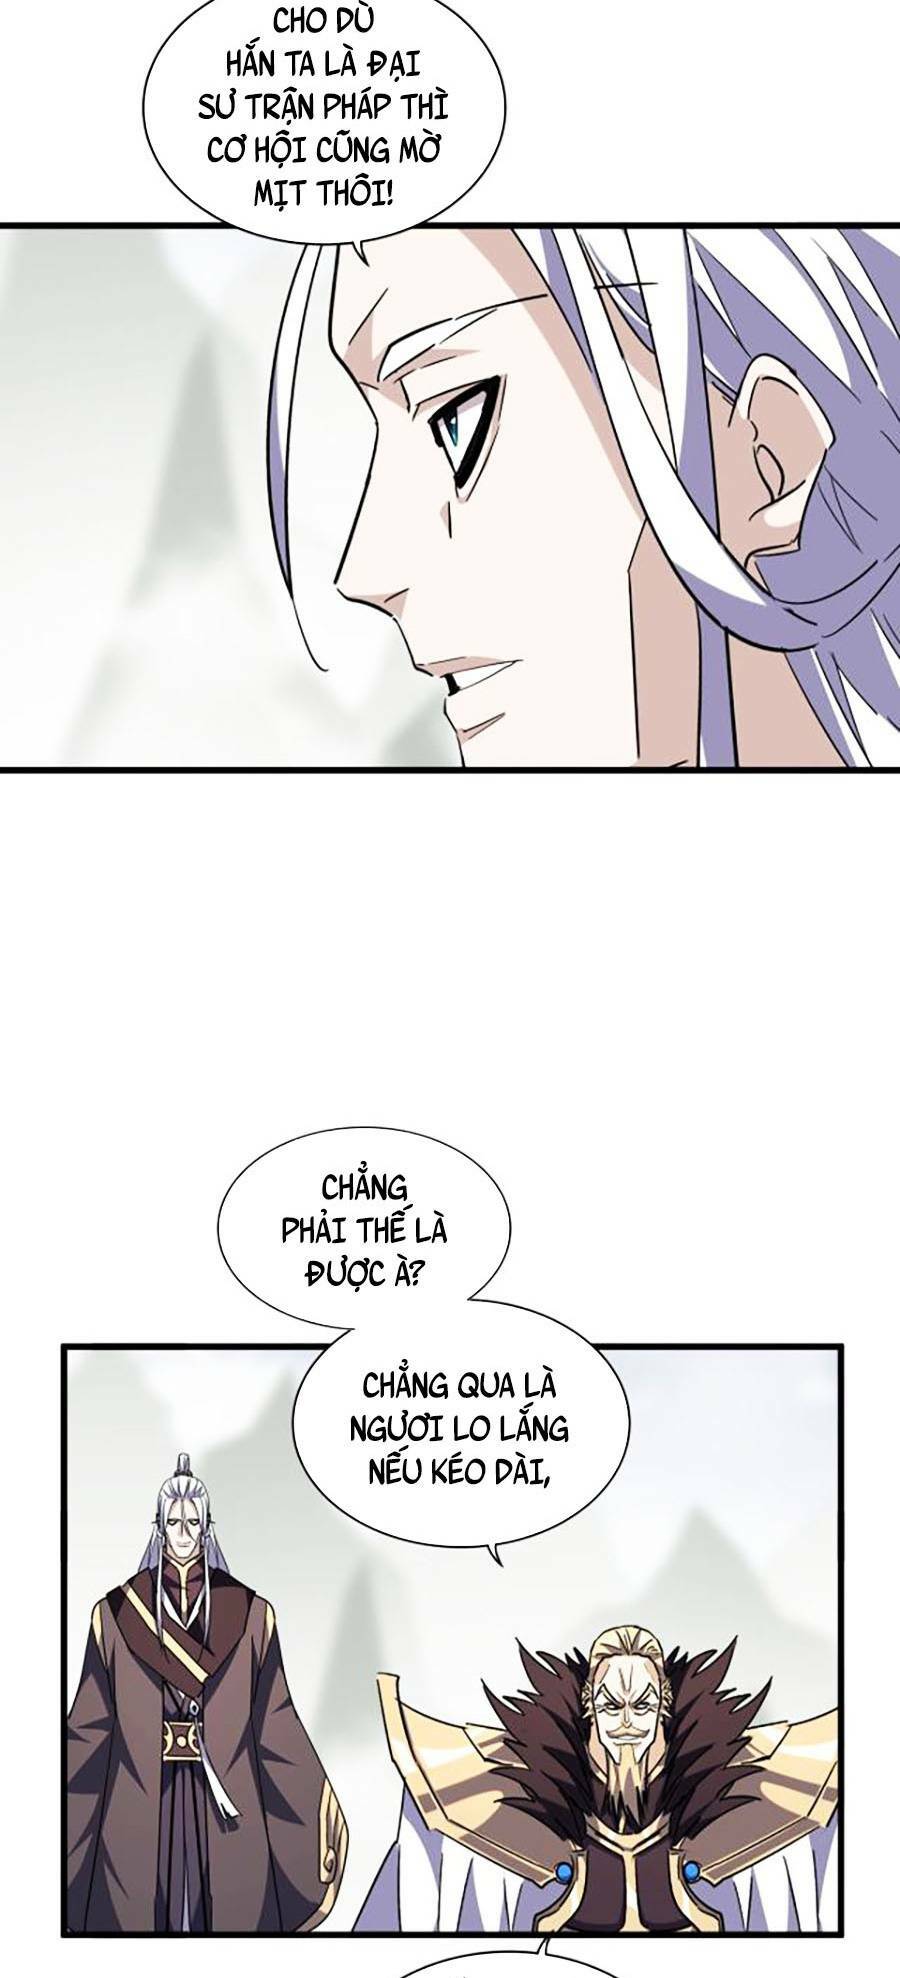 CHO DÙ
HẮN TA LÀ ĐẠI
SƯ TRẬN PHÁP THÌ
CƠ HỘI CŨNG MỜ
MỊT THÔI!
CHẲNG
PHẢI THẾ LÀ
ĐƯỢC À?
CHẲNG QUA LÀ
NGƯƠI LO LẮNG
NẾU KÉO DÀI,